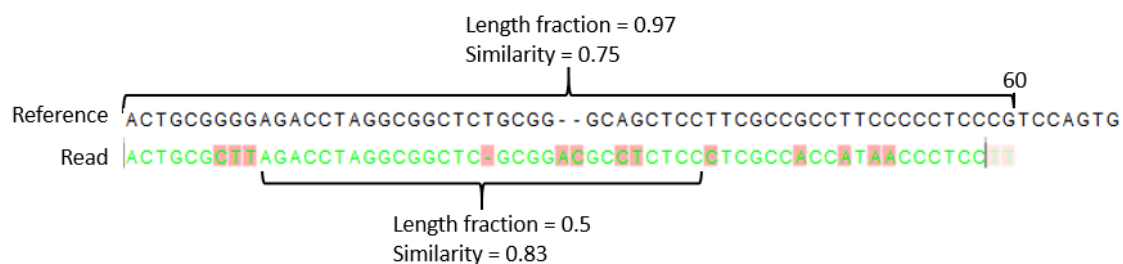 Length fraction = 0.97
Similarity = 0.75
60
Reference ACTGCGGGGAGACCTAGGCGGCTCTGCGG--GCAGCTCCTTCGCCGCCTTCCCCCTCCCGTCCAGTG
Read ACTGCGCTTAGACCTAGGCGGCTC-GCGGACGCCTCTCCCTCGCCACCATAACCCTCCTT
Length fraction = 0.5
Similarity = 0.83